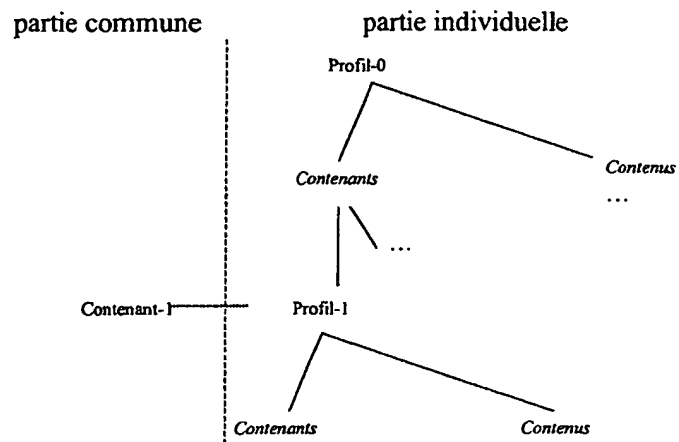 partie commune
partie individuelle
Profil-0
Contenants
Contenus
...
...
Contenant-1
Profil-1
Contenants
Contenus